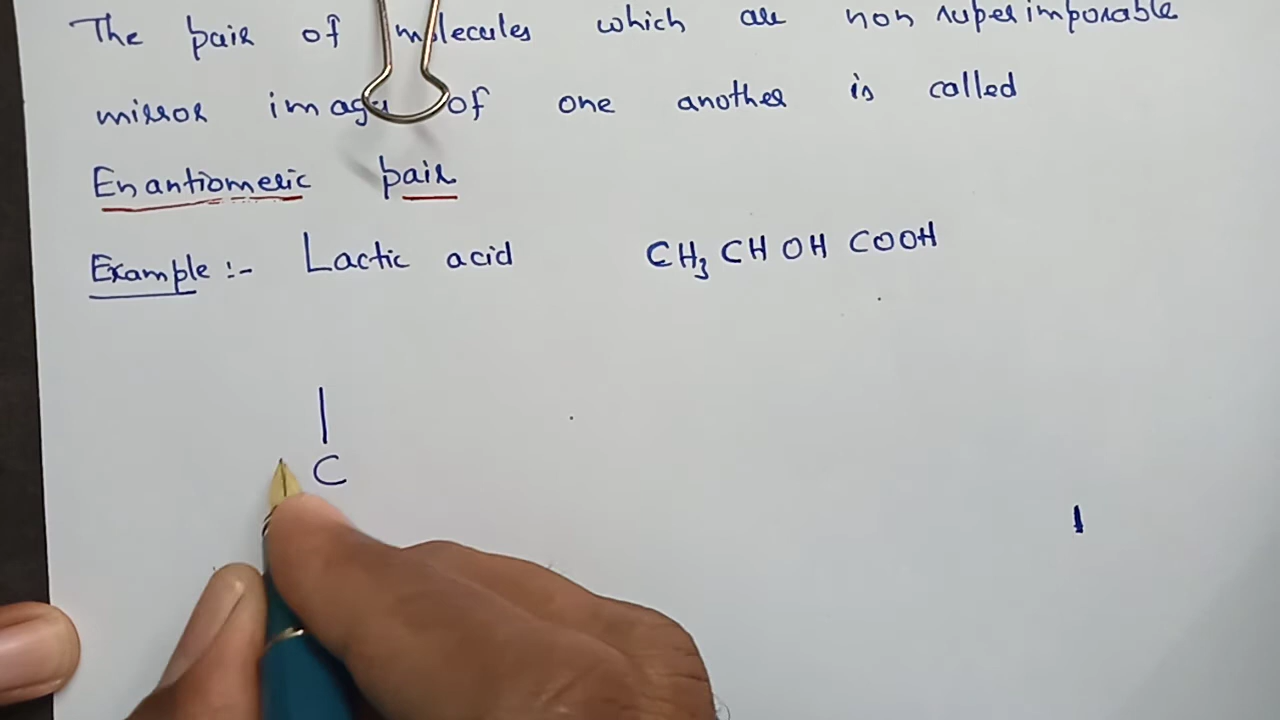 The pair of molecules which are non superimposable
mirror image of one another is called
Enantiomeric pair
Example :- Lactic acid CH₃ CH OH COOH
C